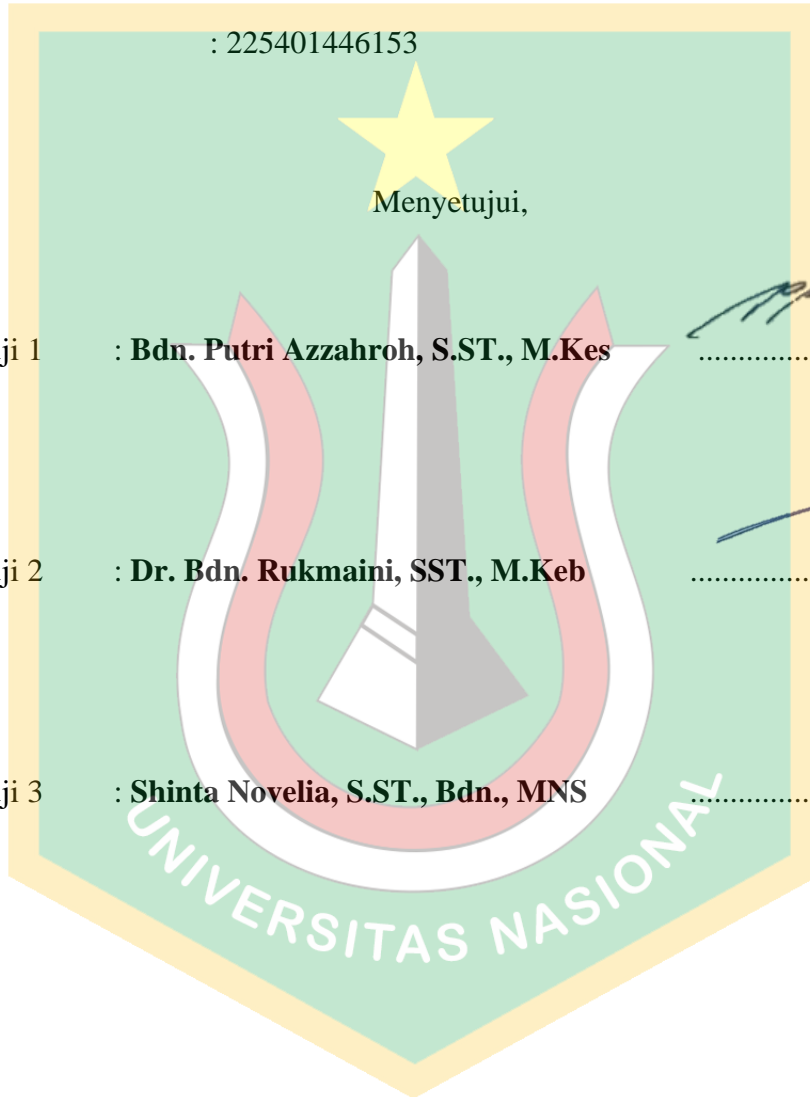 : 225401446153
Menyetujui,
ji 1 : Bdn. Putri Azzahroh, S.ST., M.Kes ...............
ji 2 : Dr. Bdn. Rukmaini, SST., M.Keb ...............
ji 3 : Shinta Novelia, S.ST., Bdn., MNS ...............
UNIVERSITAS NASIONAL